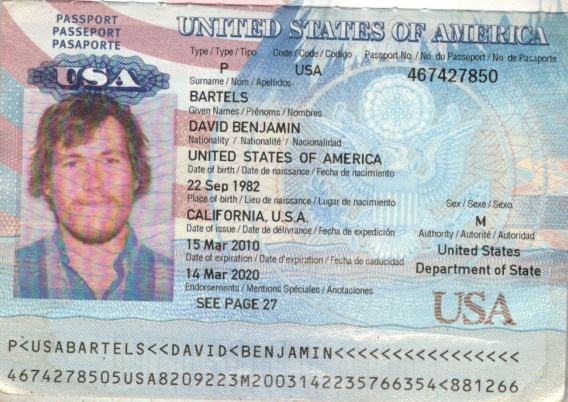 PASSPORT
PASSEPORT
PASAPORTE
USA
UNITED STATES OF AMERICA
Type / Type / Tipo Code / Code / Codigo Passport No / No. du Passeport / No. de Pasaporte
P USA 467427850
Surname / Nom / Apellidos
BARTELS
Given Names / Prénoms / Nombres
DAVID BENJAMIN
Nationality / Nationalité / Nacionalidad
UNITED STATES OF AMERICA
Date of birth / Date de naissance / Fecha de nacimiento
22 Sep 1982
Place of birth / Lieu de naissance / Lugar de nacimiento
CALIFORNIA, U.S.A.
Sex / Sexe / Sexo
M
Date of issue / Date de délivrance / Fecha de expedición
15 Mar 2010
Authority / Autorité / Autoridad
United States
Department of State
Date of expiration / Date d'expiration / Fecha de caducidad
14 Mar 2020
Endorsements / Mentions Spéciales / Anotaciones
SEE PAGE 27
USA
P<USABARTELS<<DAVID<BENJAMIN<<<<<<<<<<<<<<<<
4674278505USA8209223M2003142235766354<881266